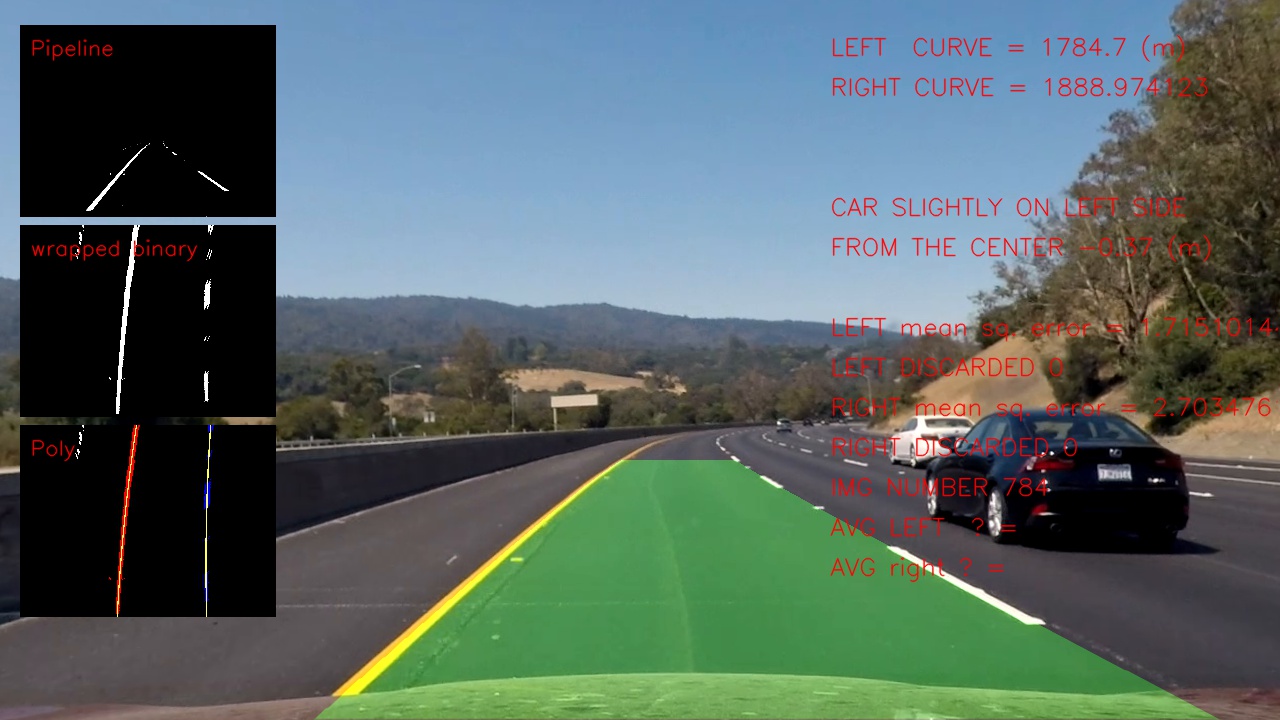 Pipeline
wrapped binary
Poly
LEFT CURVE = 1784.7 (m)
RIGHT CURVE = 1888.974123
CAR SLIGHTLY ON LEFT SIDE
FROM THE CENTER -0.37 (m)
LEFT mean sq. error = 1.7151014
LEFT DISCARDED 0
RIGHT mean sq. error = 2.703476
RIGHT DISCARDED 0
IMG NUMBER 784
AVG LEFT ? =
AVG right ? =